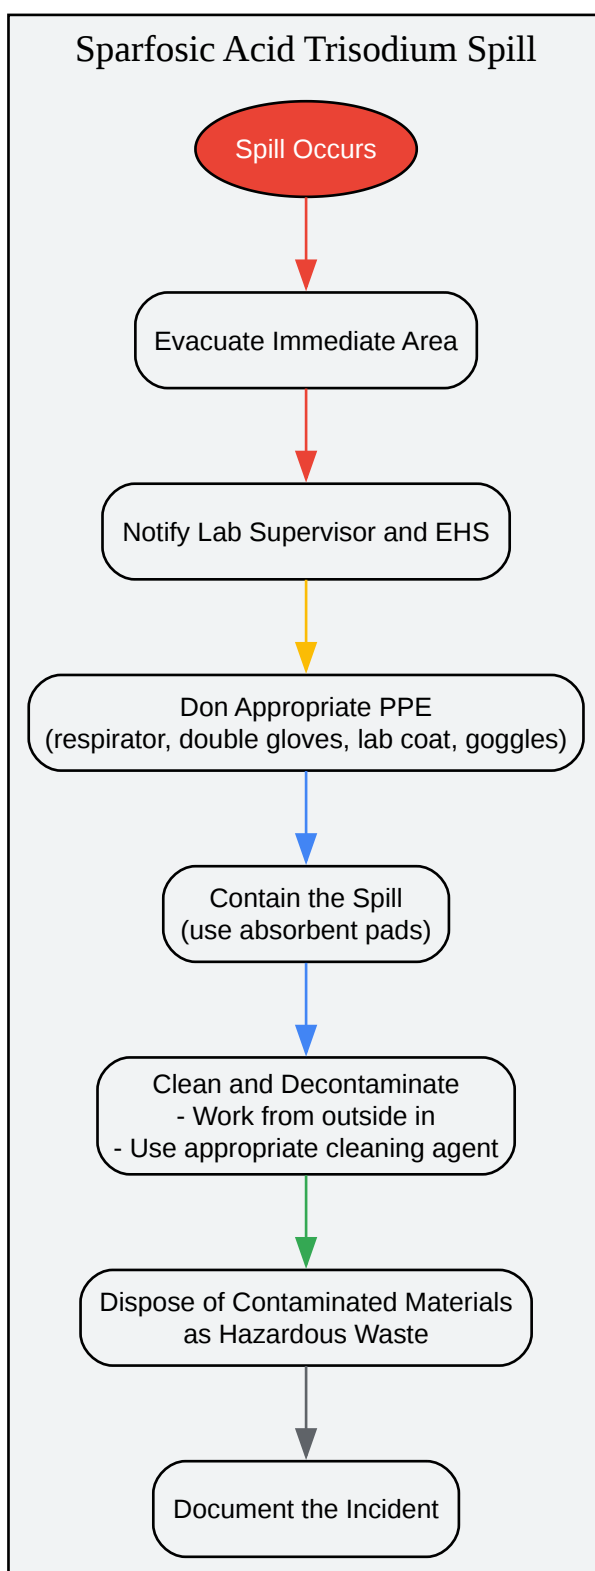 Sparfosic Acid Trisodium Spill
Spill Occurs
Evacuate Immediate Area
Notify Lab Supervisor and EHS
Don Appropriate PPE
(respirator, double gloves, lab coat, goggles)
Contain the Spill
(use absorbent pads)
Clean and Decontaminate
- Work from outside in
- Use appropriate cleaning agent
Dispose of Contaminated Materials
as Hazardous Waste
Document the Incident